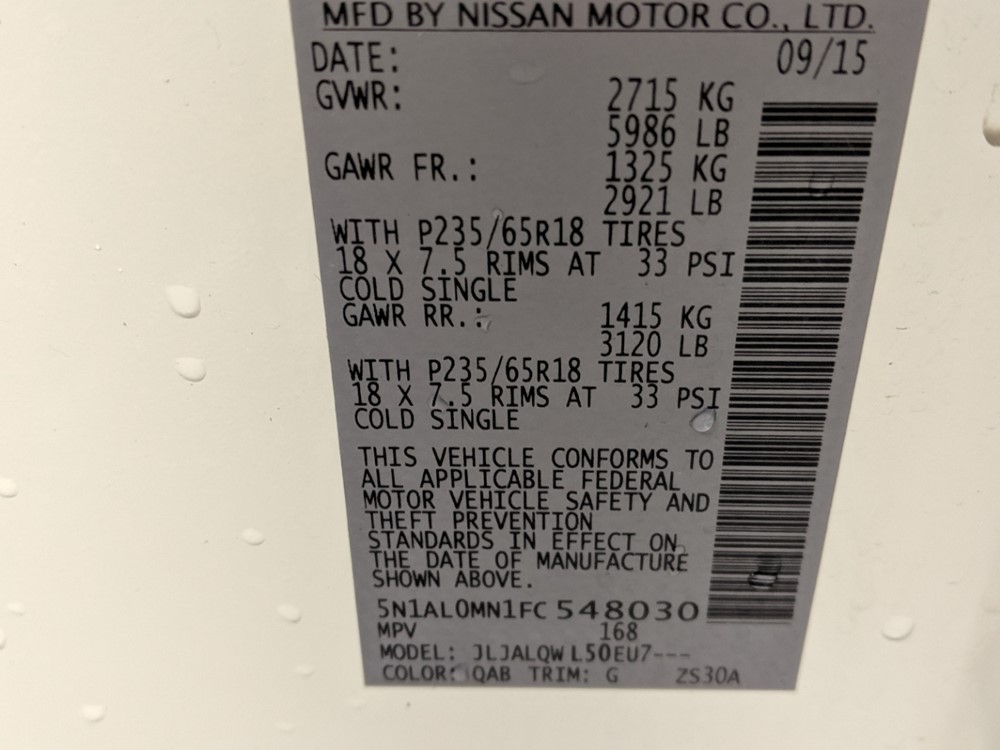 MFD BY NISSAN MOTOR CO., LTD.
DATE: 09/15
GVWR: 2715 KG
5986 LB
GAWR FR.: 1325 KG
2921 LB
WITH P235/65R18 TIRES
18 X 7.5 RIMS AT 33 PSI
COLD SINGLE
GAWR RR.: 1415 KG
3120 LB
WITH P235/65R18 TIRES
18 X 7.5 RIMS AT 33 PSI
COLD SINGLE
THIS VEHICLE CONFORMS TO
ALL APPLICABLE FEDERAL
MOTOR VEHICLE SAFETY AND
THEFT PREVENTION
STANDARDS IN EFFECT ON
THE DATE OF MANUFACTURE
SHOWN ABOVE.
5N1AL0MN1FC548030
MPV 168
MODEL: JLJALQWL50EU7---
COLOR: QAB TRIM: G ZS30A